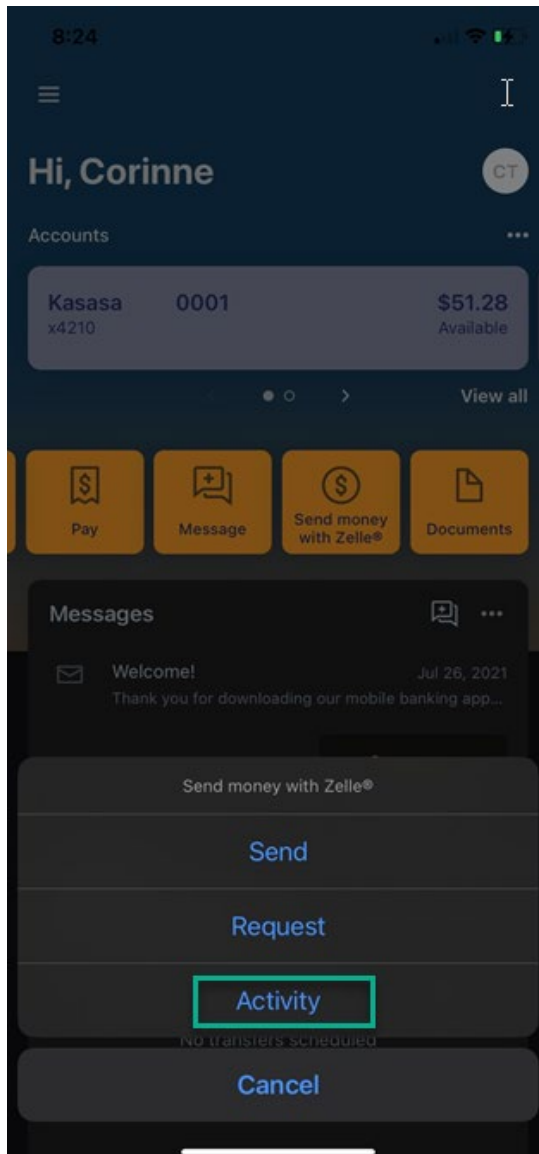 8:24
Hi, Corinne
CT
Accounts
Kasasa 0001 $51.28
x4210 Available
View all
Pay
Message
Send money
with Zelle®
Documents
Messages
Welcome! Jul 26, 2021
Thank you for downloading our mobile banking app...
Send money with Zelle®
Send
Request
Activity
No transfers scheduled
Cancel